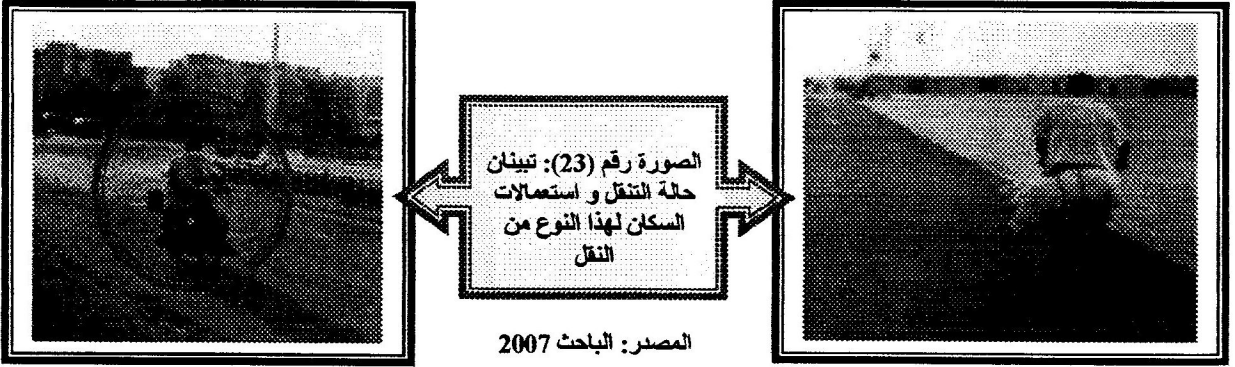 الصورة رقم (23): تبينان
حالة التنقل و استعمالات
السكان لهذا النوع من
النقل
المصدر: الباحث 2007